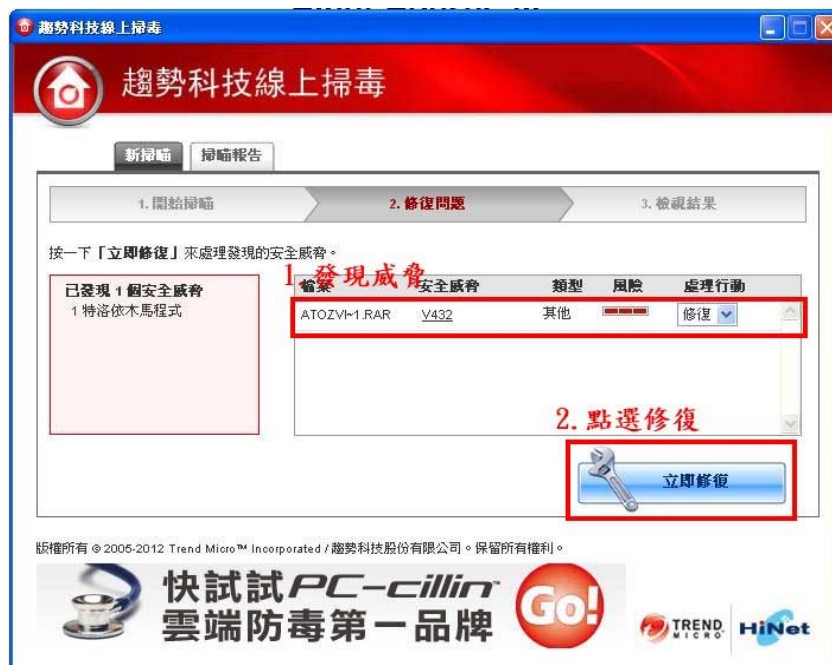 趨勢科技線上掃毒
趨勢科技線上掃毒
新掃瞄
掃瞄報告
1. 開始掃瞄
2. 修復問題
3. 檢視結果
按一下「立即修復」來處理發現的安全威脅。
1. 發現威脅
已發現 1 個安全威脅
1 特洛依木馬程式
檔案 安全威脅 類型 風險 處理行動
ATOZVI~1.RAR V432 其他 修復
2. 點選修復
立即修復
版權所有 © 2005-2012 Trend Micro™ Incorporated / 趨勢科技股份有限公司。保留所有權利。
快試試PC-cillin™
雲端防毒第一品牌
Go!
TREND MICRO
HiNet